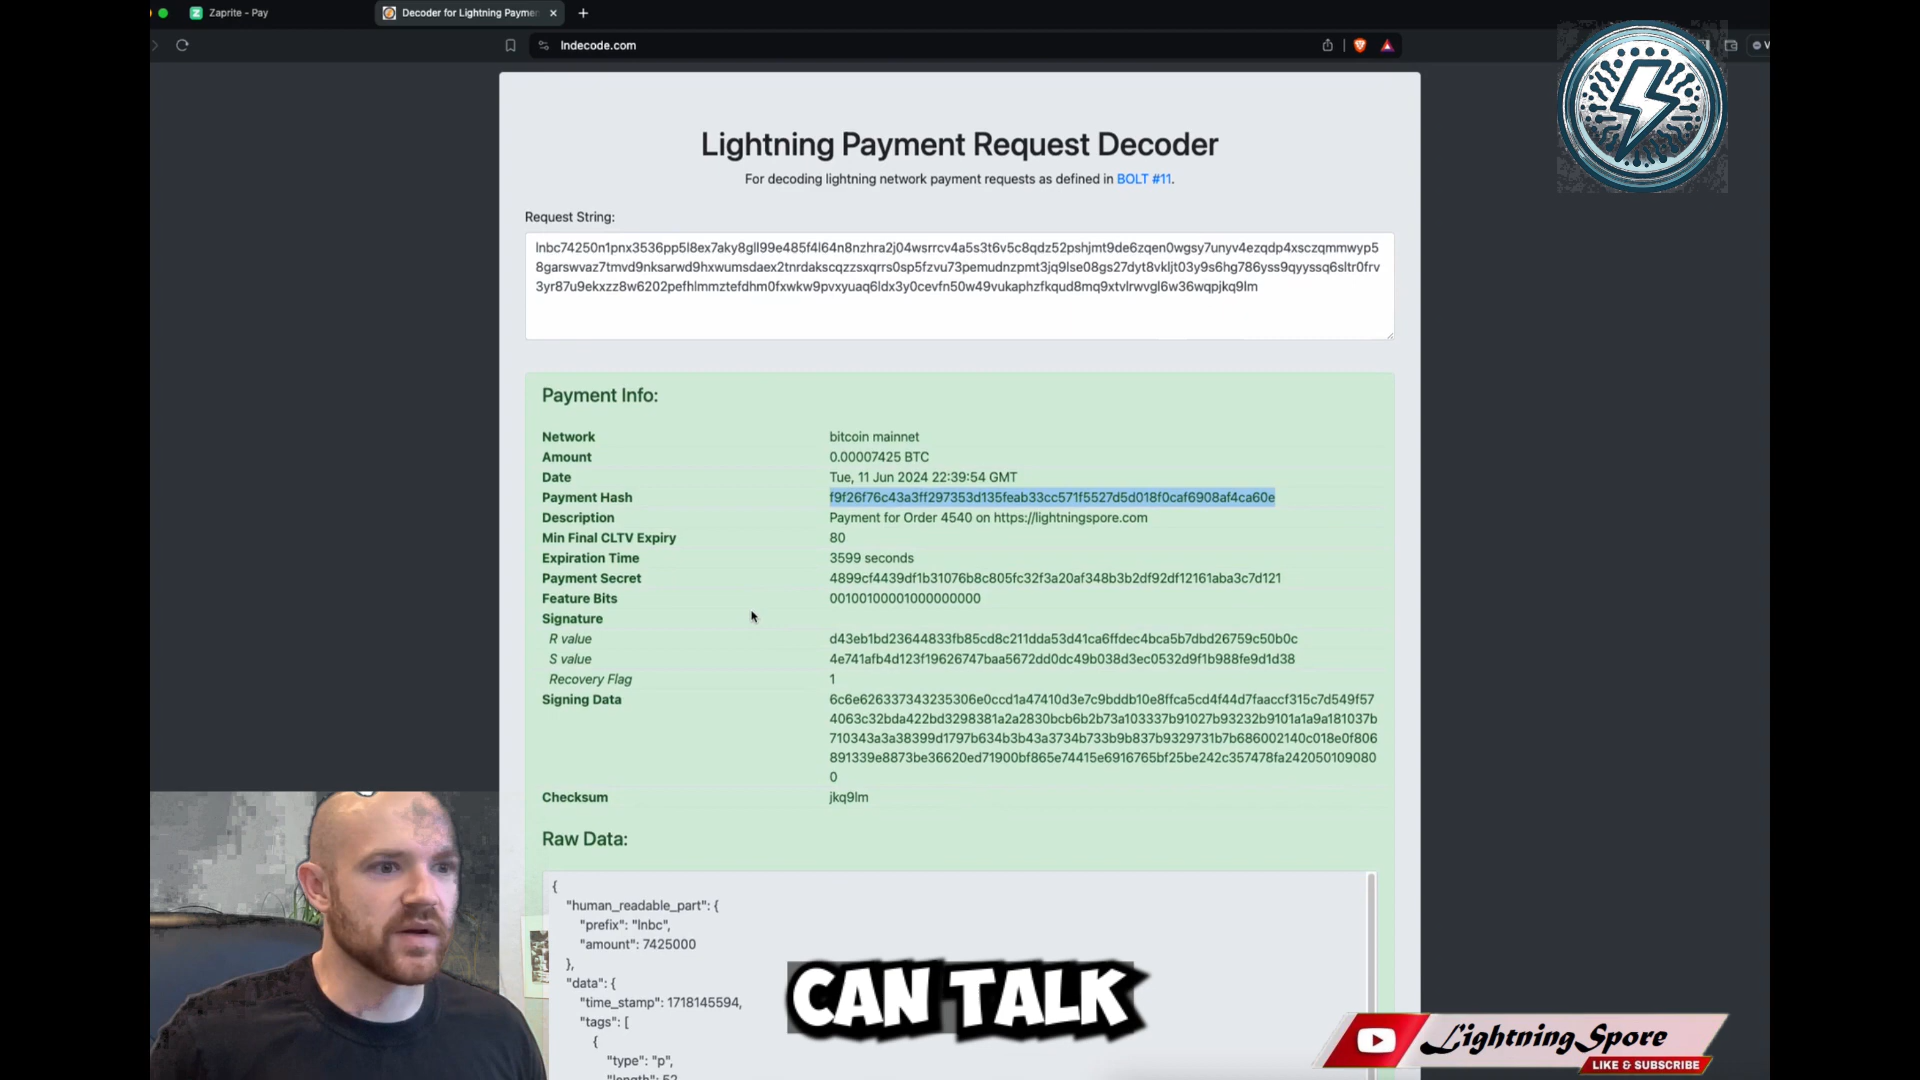 Zaprite - Pay
Decoder for Lightning Payme
lndecode.com
Lightning Payment Request Decoder
For decoding lightning network payment requests as defined in BOLT #11.
Request String:
lnbc74250n1pnx3536pp5l8ex7aky8gll99e485f4l64n8nzhra2j04wsrrcv4a5s3t6v5c8qdz52pshjmt9de6zqen0wgsy7unyv4ezqdp4xsczqmmwyp5
8garswvaz7tmvd9nksarwd9hxwumsdaex2tnrdakscqzzsxqrrs0sp5fzvu73pemudnzpmt3jq9lse08gs27dyt8vkljt03y9s6hg786yss9qyyssq6sltr0frv
3yr87u9ekxzz8w6202pefhlmmztefdhm0fxwkw9pvxyuaq6ldx3y0cevfn50w49vukaphzfkqud8mq9xtvlrwvgl6w36wqpjkq9lm
Payment Info:
Network bitcoin mainnet
Amount 0.00007425 BTC
Date Tue, 11 Jun 2024 22:39:54 GMT
Payment Hash f9f26f76c43a3ff297353d135feab33cc571f5527d5d018f0caf6908af4ca60e
Description Payment for Order 4540 on https://lightningspore.com
Min Final CLTV Expiry 80
Expiration Time 3599 seconds
Payment Secret 4899cf4439df1b31076b8c805fc32f3a20af348b3b2df92df12161aba3c7d121
Feature Bits 00100100001000000000
Signature
R value d43eb1bd23644833fb85cd8c211dda53d41ca6ffdec4bca5b7dbd26759c50b0c
S value 4e741afb4d123f19626747baa5672dd0dc49b038d3ec0532d9f1b988fe9d1d38
Recovery Flag 1
Signing Data 6c6e626337343235306e0ccd1a47410d3e7c9bddb10e8ffca5cd4f44d7faaccf315c7d549f57
4063c32bda422bd3298381a2a2830bcb6b2b73a103337b91027b93232b9101a1a9a181037b
710343a3a38399d1797b634b3b43a3734b733b9b837b9329731b7b686002140c018e0f806
891339e8873be36620ed71900bf865e74415e6916765bf25be242c357478fa242050109080
0
Checksum jkq9lm
Raw Data:
{
"human_readable_part": {
"prefix": "lnbc",
"amount": 7425000
},
"data": {
"time_stamp": 1718145594,
"tags": [
{
"type": "p",
"length": 52
CAN TALK
LightningSpore
LIKE & SUBSCRIBE